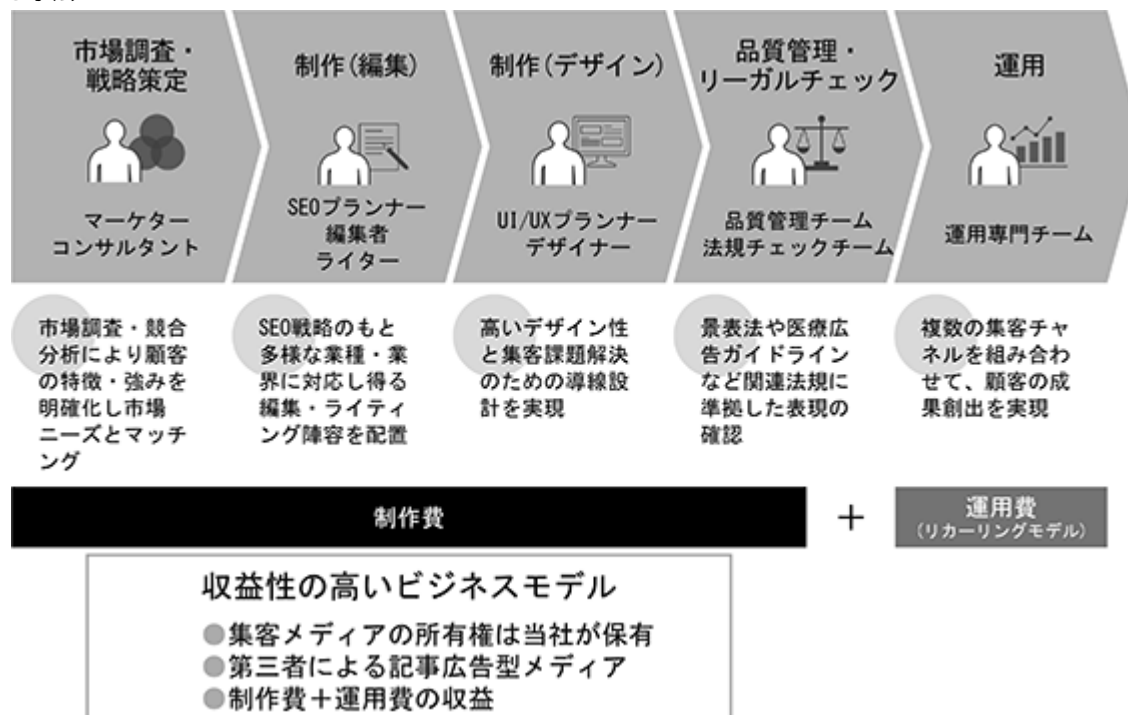 市場調査・
戦略策定
マーケター
コンサルタント
制作(編集)
SEOプランナー
編集者
ライター
制作(デザイン)
UI/UXプランナー
デザイナー
品質管理・
リーガルチェック
品質管理チーム
法規チェックチーム
運用
運用専門チーム
市場調査・競合
分析により顧客
の特徴・強みを
明確化し市場
ニーズとマッチ
ング
SEO戦略のもと
多様な業種・業
界に対応し得る
編集・ライティ
ング陣容を配置
高いデザイン性
と集客課題解決
のための導線設
計を実現
景表法や医療広
告ガイドライン
など関連法規に
準拠した表現の
確認
複数の集客チャ
ネルを組み合わ
せて、顧客の成
果創出を実現
制作費
+
運用費
(リカーリングモデル)
収益性の高いビジネスモデル
●集客メディアの所有権は当社が保有
●第三者による記事広告型メディア
●制作費+運用費の収益